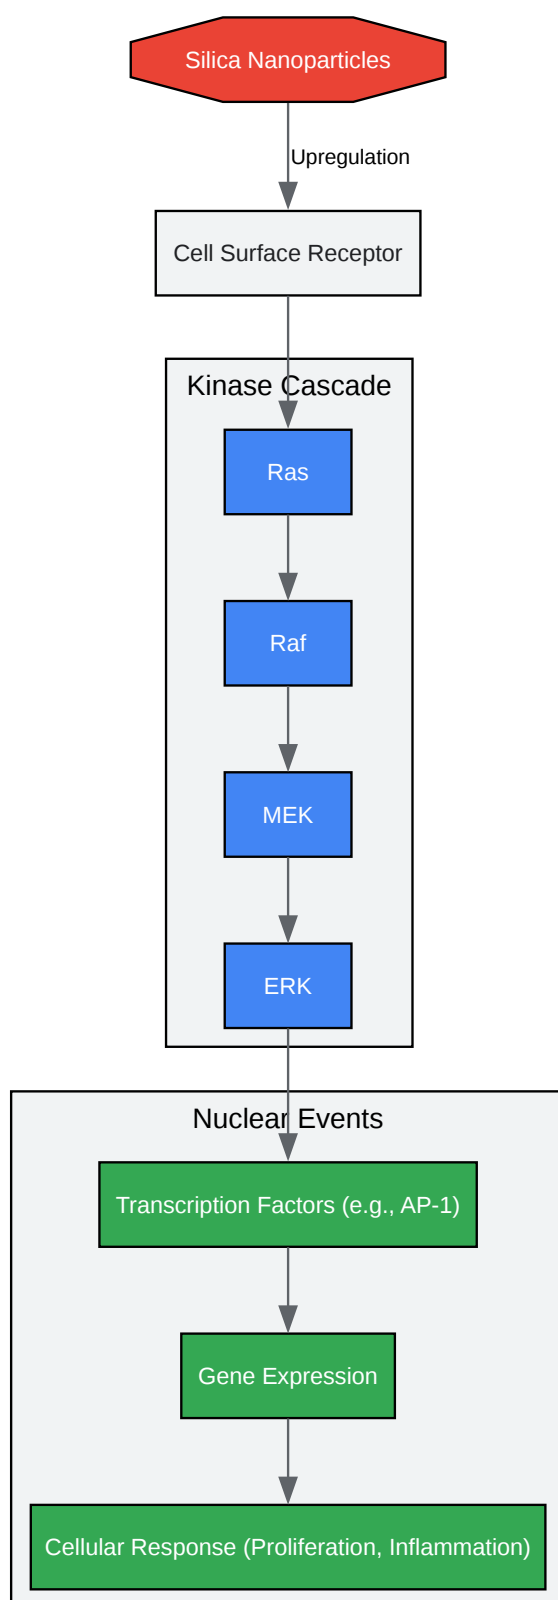 Silica Nanoparticles
Upregulation
Cell Surface Receptor
Kinase Cascade
Ras
Raf
MEK
ERK
Nuclear Events
Transcription Factors (e.g., AP-1)
Gene Expression
Cellular Response (Proliferation, Inflammation)